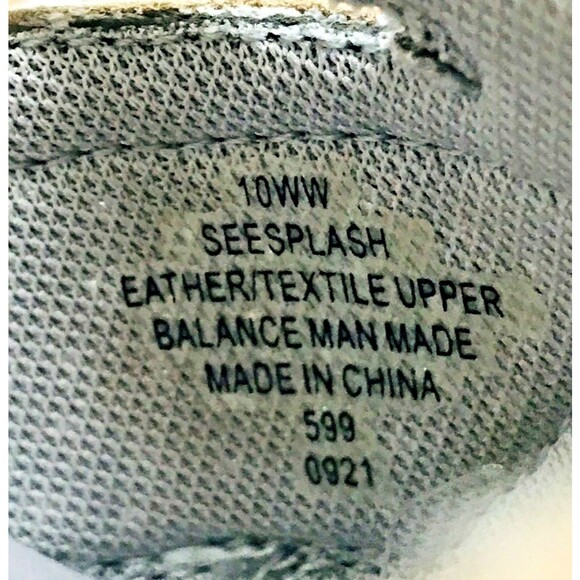 10WW
SEESPLASH
EATHER/TEXTILE UPPER
BALANCE MAN MADE
MADE IN CHINA
599
0921